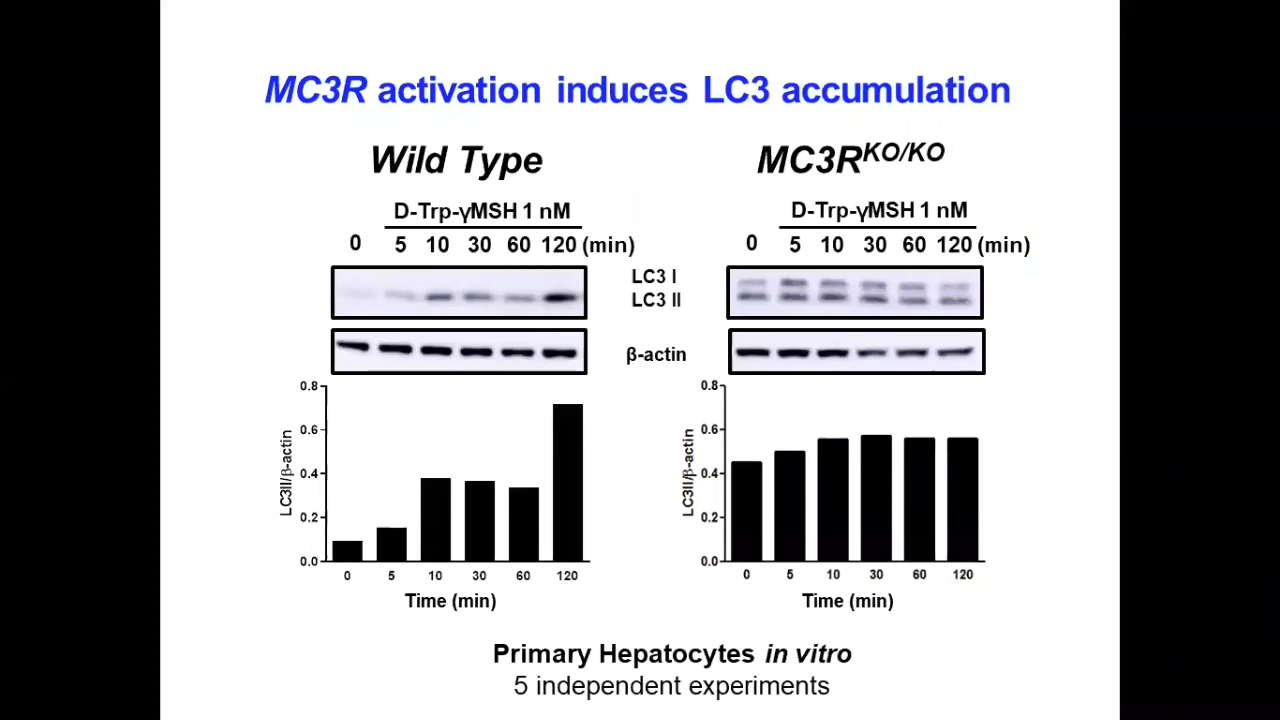 MC3R activation induces LC3 accumulation
Wild Type
D-Trp-γMSH 1 nM
0 5 10 30 60 120 (min)
MC3R^KO/KO
D-Trp-γMSH 1 nM
0 5 10 30 60 120 (min)
LC3 I
LC3 II
β-actin
LC3II/β-actin
0.8
0.6
0.4
0.2
0.0
0 5 10 30 60 120
Time (min)
LC3II/β-actin
0.8
0.6
0.4
0.2
0.0
0 5 10 30 60 120
Time (min)
Primary Hepatocytes in vitro
5 independent experiments